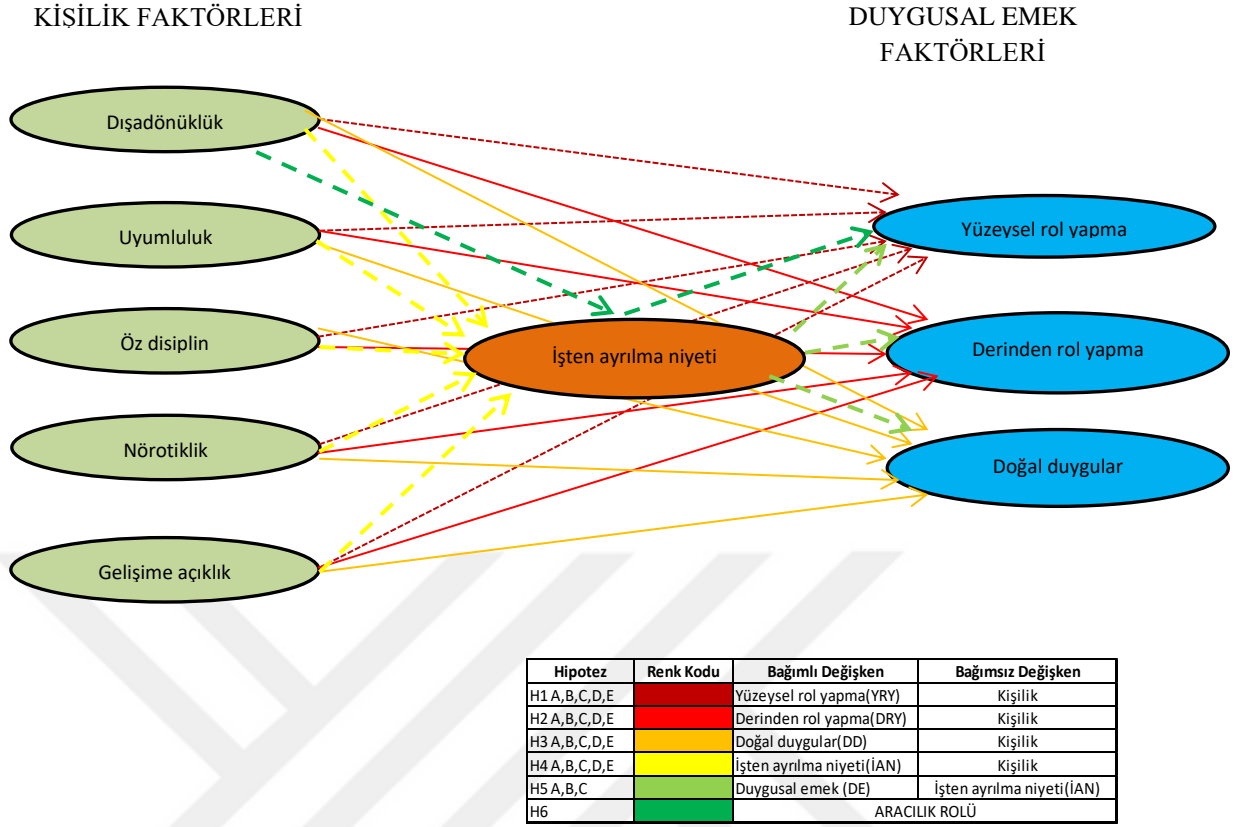 KİŞİLİK FAKTÖRLERİ
DUYGUSAL EMEK
FAKTÖRLERİ
Dışadönüklük
Uyumluluk
Öz disiplin
Nörotiklik
Gelişime açıklık
İşten ayrılma niyeti
Yüzeysel rol yapma
Derinden rol yapma
Doğal duygular
Hipotez Renk Kodu Bağımlı Değişken Bağımsız Değişken
H1 A,B,C,D,E Yüzeysel rol yapma(YRY) Kişilik
H2 A,B,C,D,E Derinden rol yapma(DRY) Kişilik
H3 A,B,C,D,E Doğal duygular(DD) Kişilik
H4 A,B,C,D,E İşten ayrılma niyeti(İAN) Kişilik
H5 A,B,C Duygusal emek (DE) İşten ayrılma niyeti(İAN)
H6 ARACILIK ROLÜ